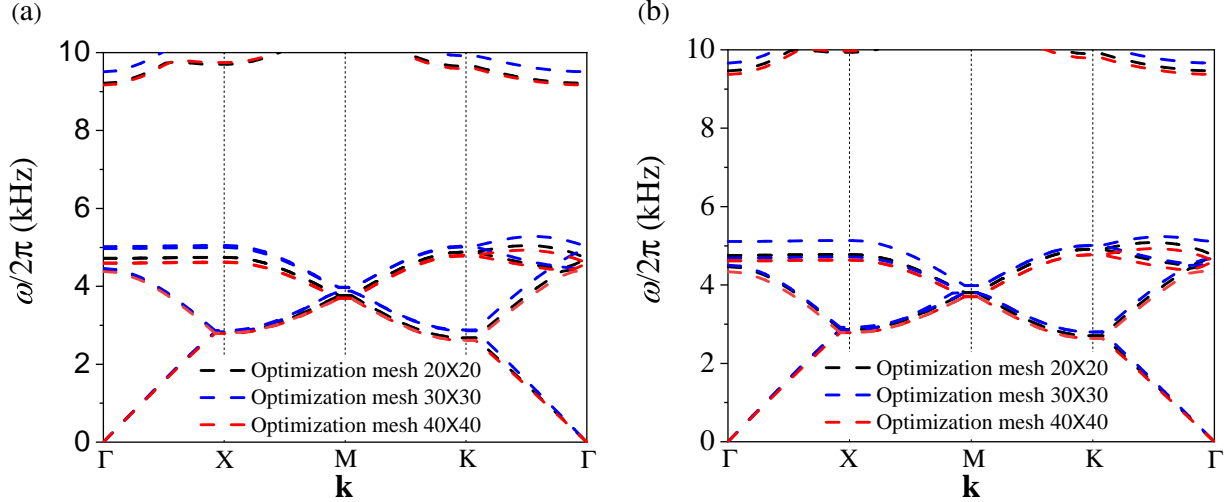 (a)
10
8
6
4
2
0
ω/2π (kHz)
Optimization mesh 20X20
Optimization mesh 30X30
Optimization mesh 40X40
Γ X M K Γ
k
(b)
10
8
6
4
2
0
ω/2π (kHz)
Optimization mesh 20X20
Optimization mesh 30X30
Optimization mesh 40X40
Γ X M K Γ
k